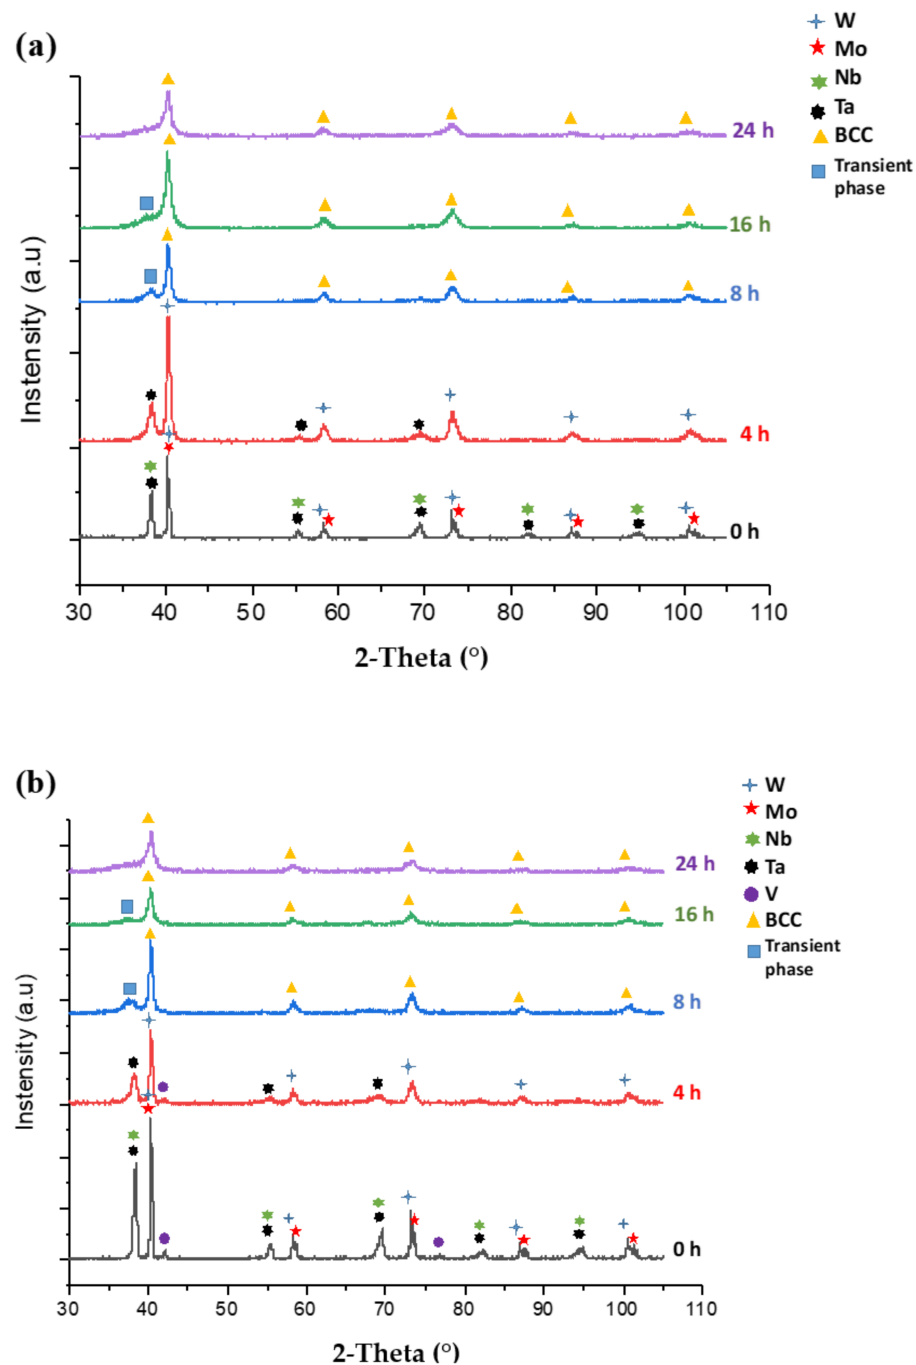 (a)
W
Mo
Nb
Ta
BCC
Transient
phase
24 h
16 h
8 h
4 h
0 h
Instensity (a.u)
30 40 50 60 70 80 90 100 110
2-Theta (°)
(b)
W
Mo
Nb
Ta
V
BCC
Transient
phase
24 h
16 h
8 h
4 h
0 h
Instensity (a.u)
30 40 50 60 70 80 90 100 110
2-Theta (°)